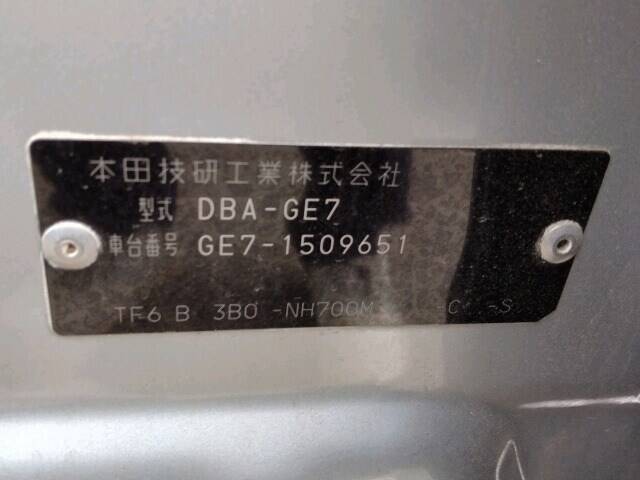 本田技研工業株式会社
型式 DBA-GE7
車台番号 GE7-1509651
TF6 B 3B0 -NH700M C -S